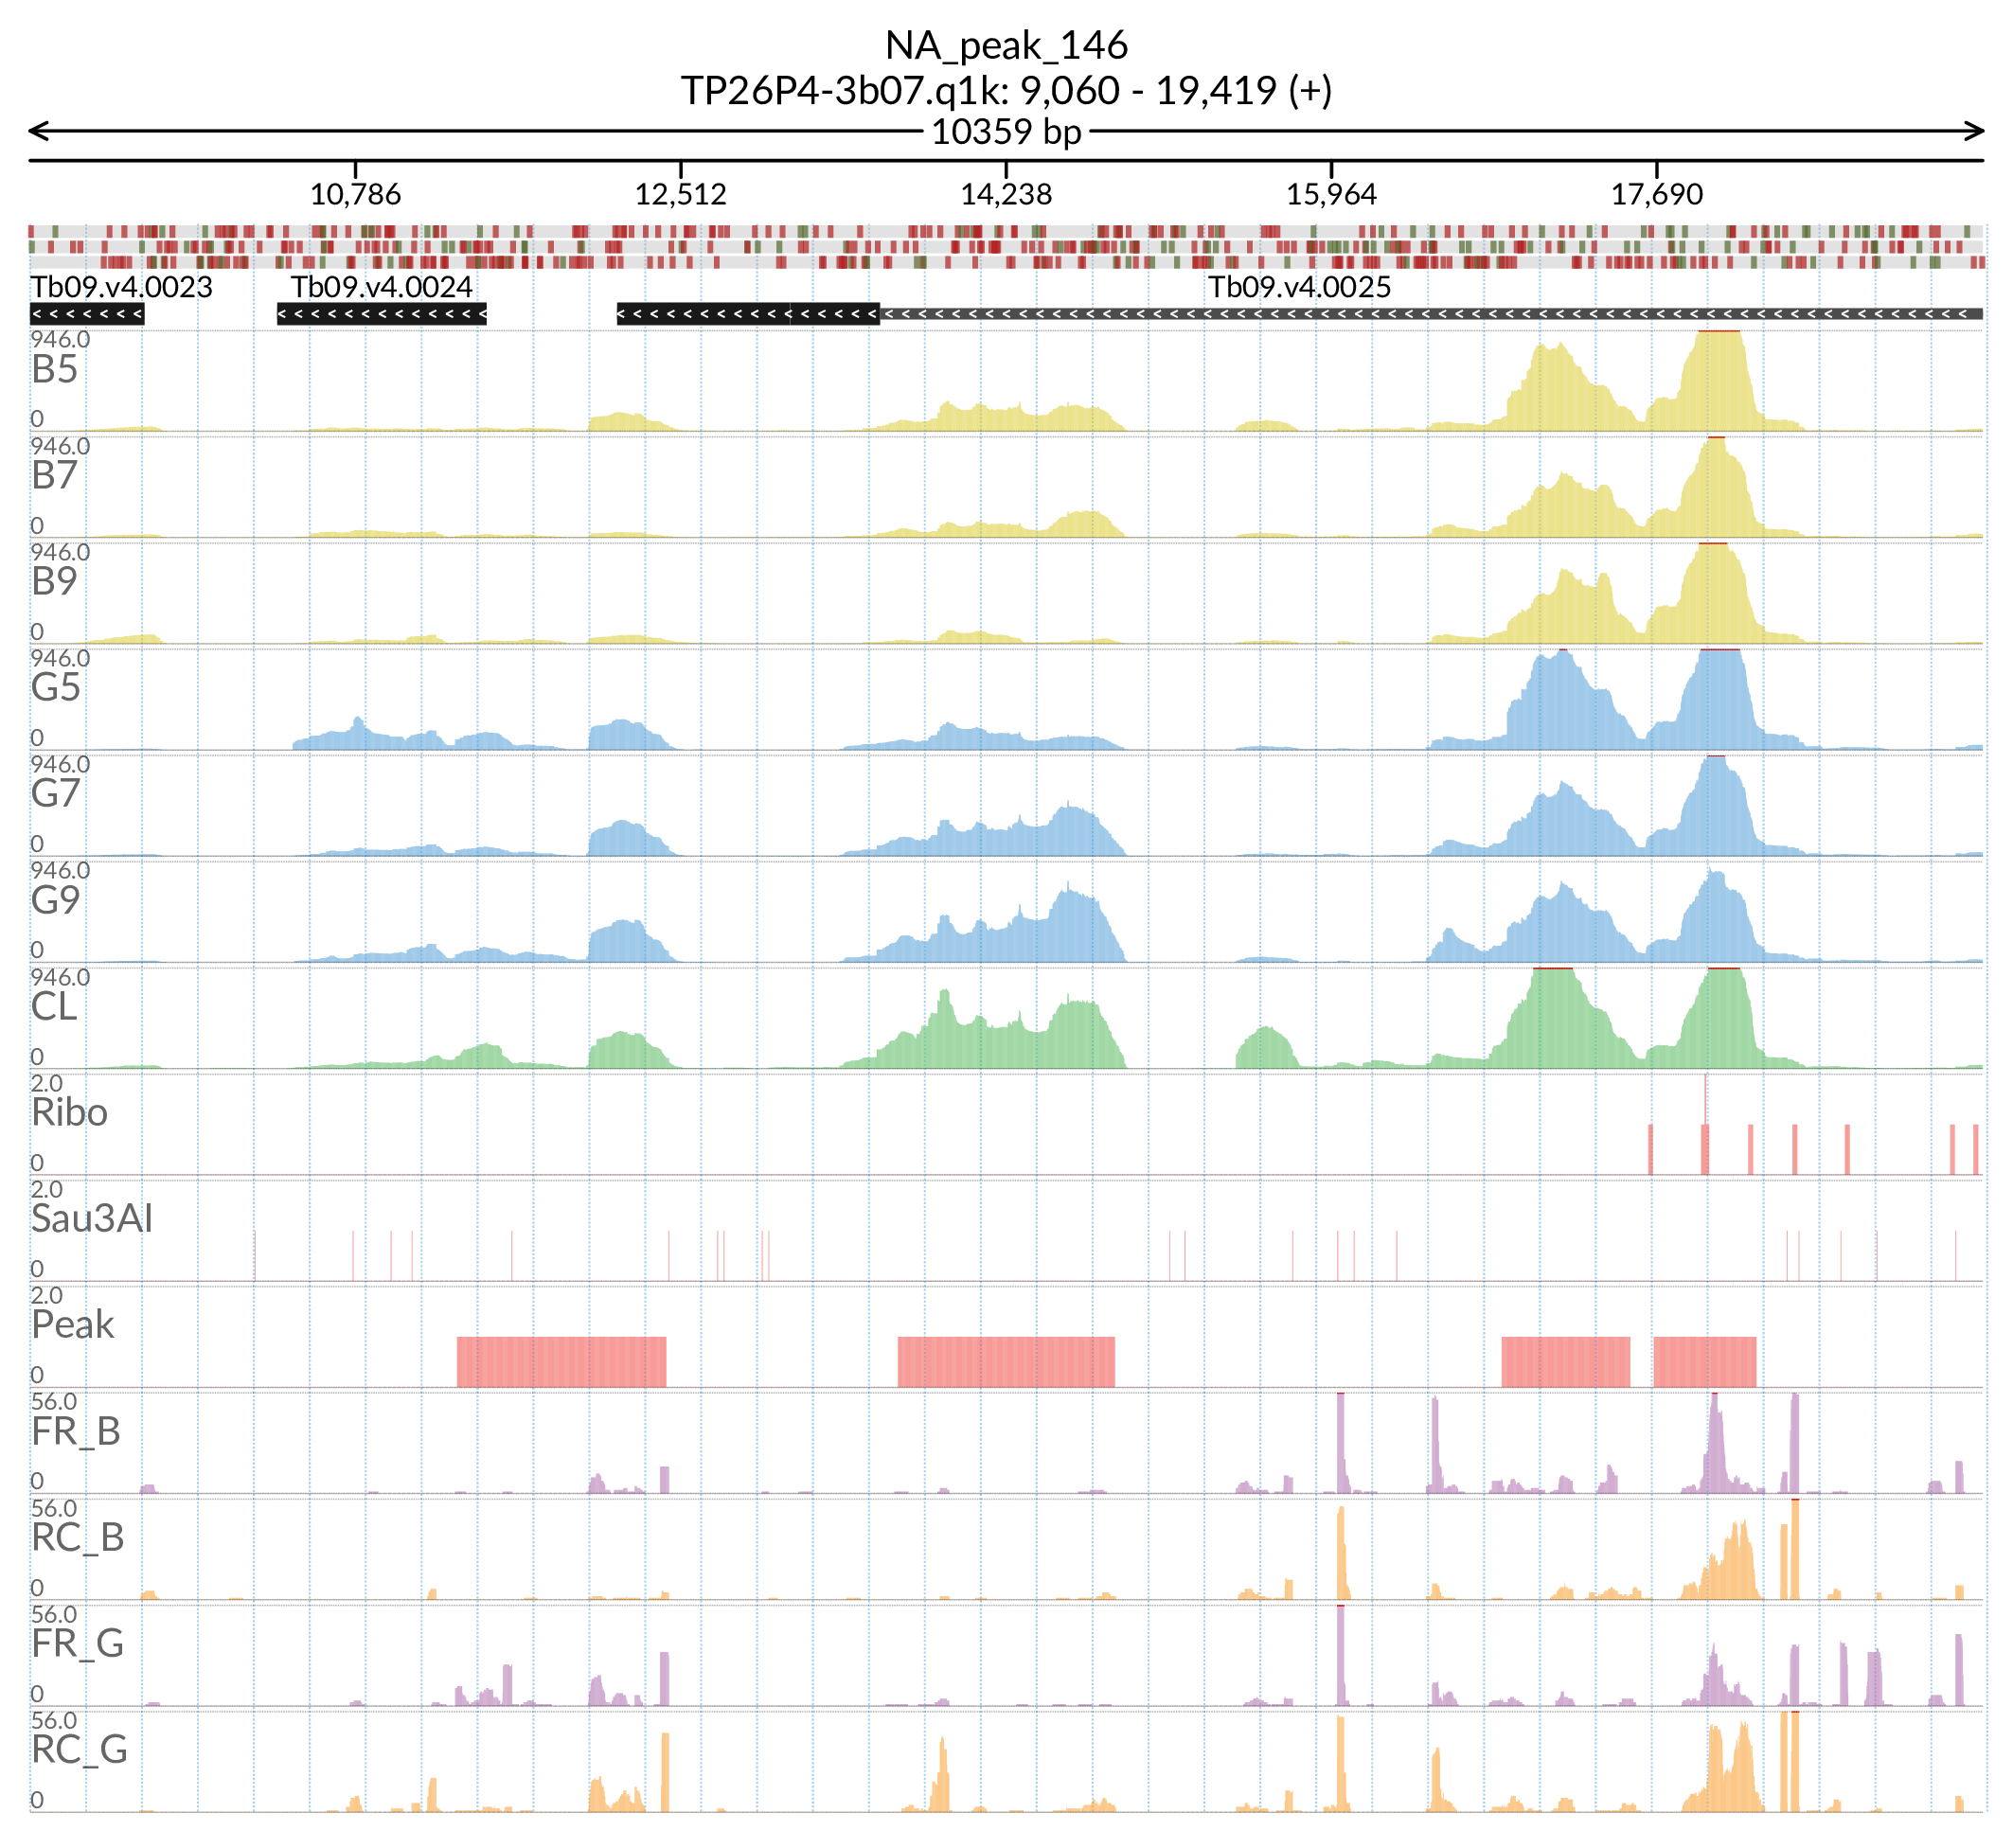 NA_peak_146
TP26P4-3b07.q1k: 9,060 - 19,419 (+)
10359 bp
10,786 12,512 14,238 15,964 17,690
Tb09.v4.0023 Tb09.v4.0024 Tb09.v4.0025
946.0
B5
0
946.0
B7
0
946.0
B9
0
946.0
G5
0
946.0
G7
0
946.0
G9
0
946.0
CL
0
2.0
Ribo
0
2.0
Sau3AI
0
2.0
Peak
0
56.0
FR_B
0
56.0
RC_B
0
56.0
FR_G
0
56.0
RC_G
0